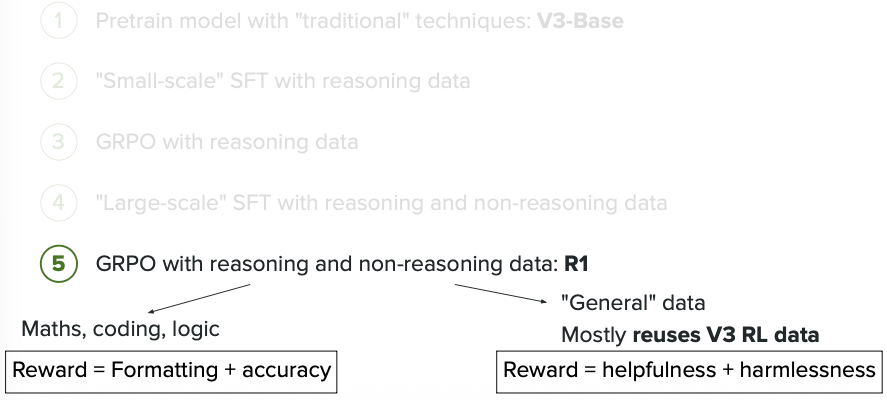 1 Pretrain model with "traditional" techniques: V3-Base
2 "Small-scale" SFT with reasoning data
3 GRPO with reasoning data
4 "Large-scale" SFT with reasoning and non-reasoning data
5 GRPO with reasoning and non-reasoning data: R1
Maths, coding, logic
Reward = Formatting + accuracy
"General" data
Mostly reuses V3 RL data
Reward = helpfulness + harmlessness